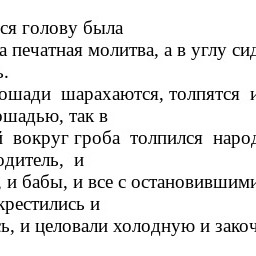 ся голову была
а печатная молитва, а в углу сид
ь.
ошади шарахаются, толпятся и
ошадью, так в
й вокруг гроба толпился народ
одитель, и
, и бабы, и все с остановившими
крестились и
сь, и целовали холодную и закоч